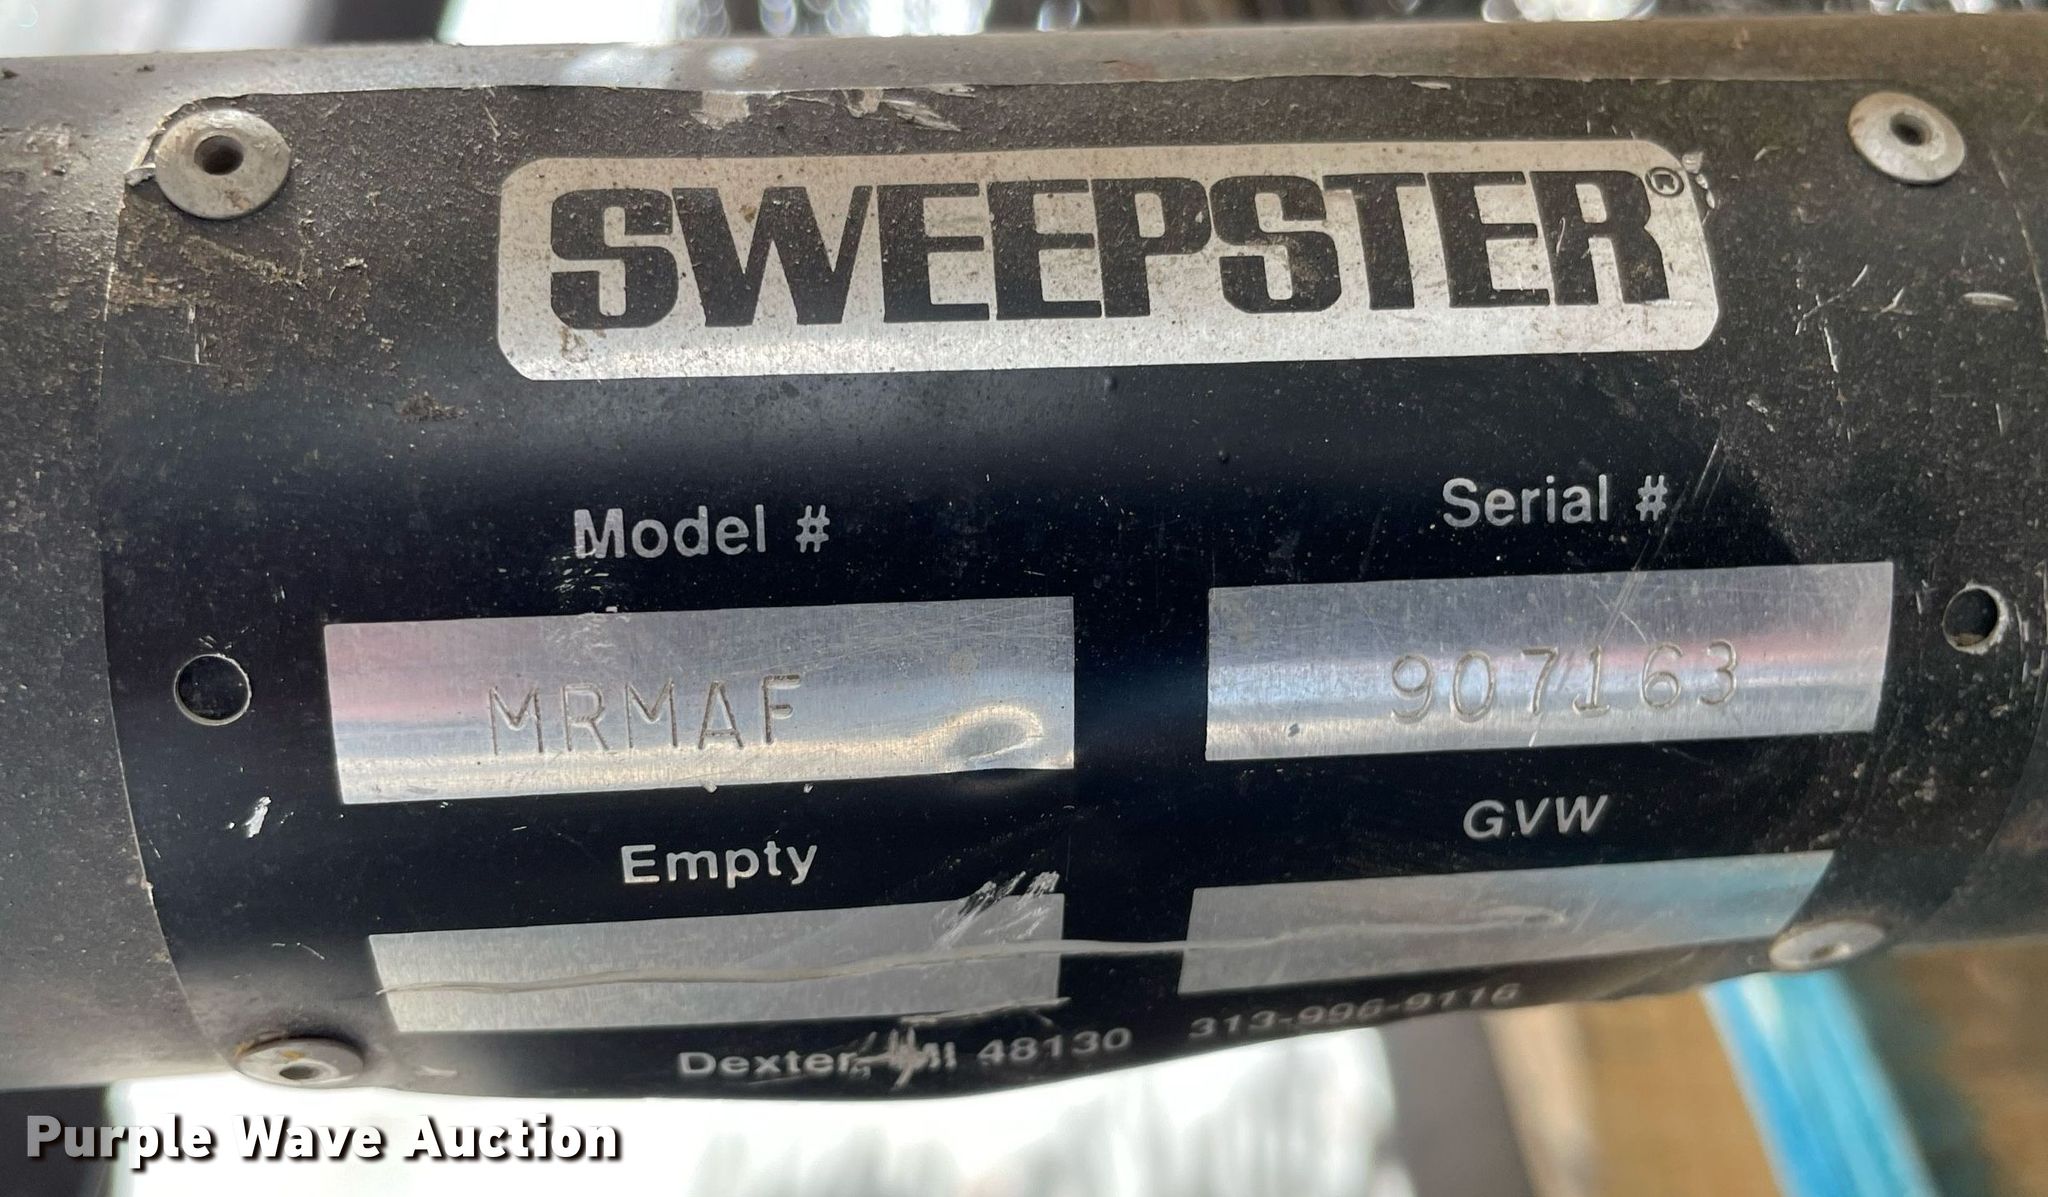 SWEEPSTER®
Model # Serial #
MRMAF 907163
Empty GVW
Dexter, MI 48130 313-996-9116
Purple Wave Auction